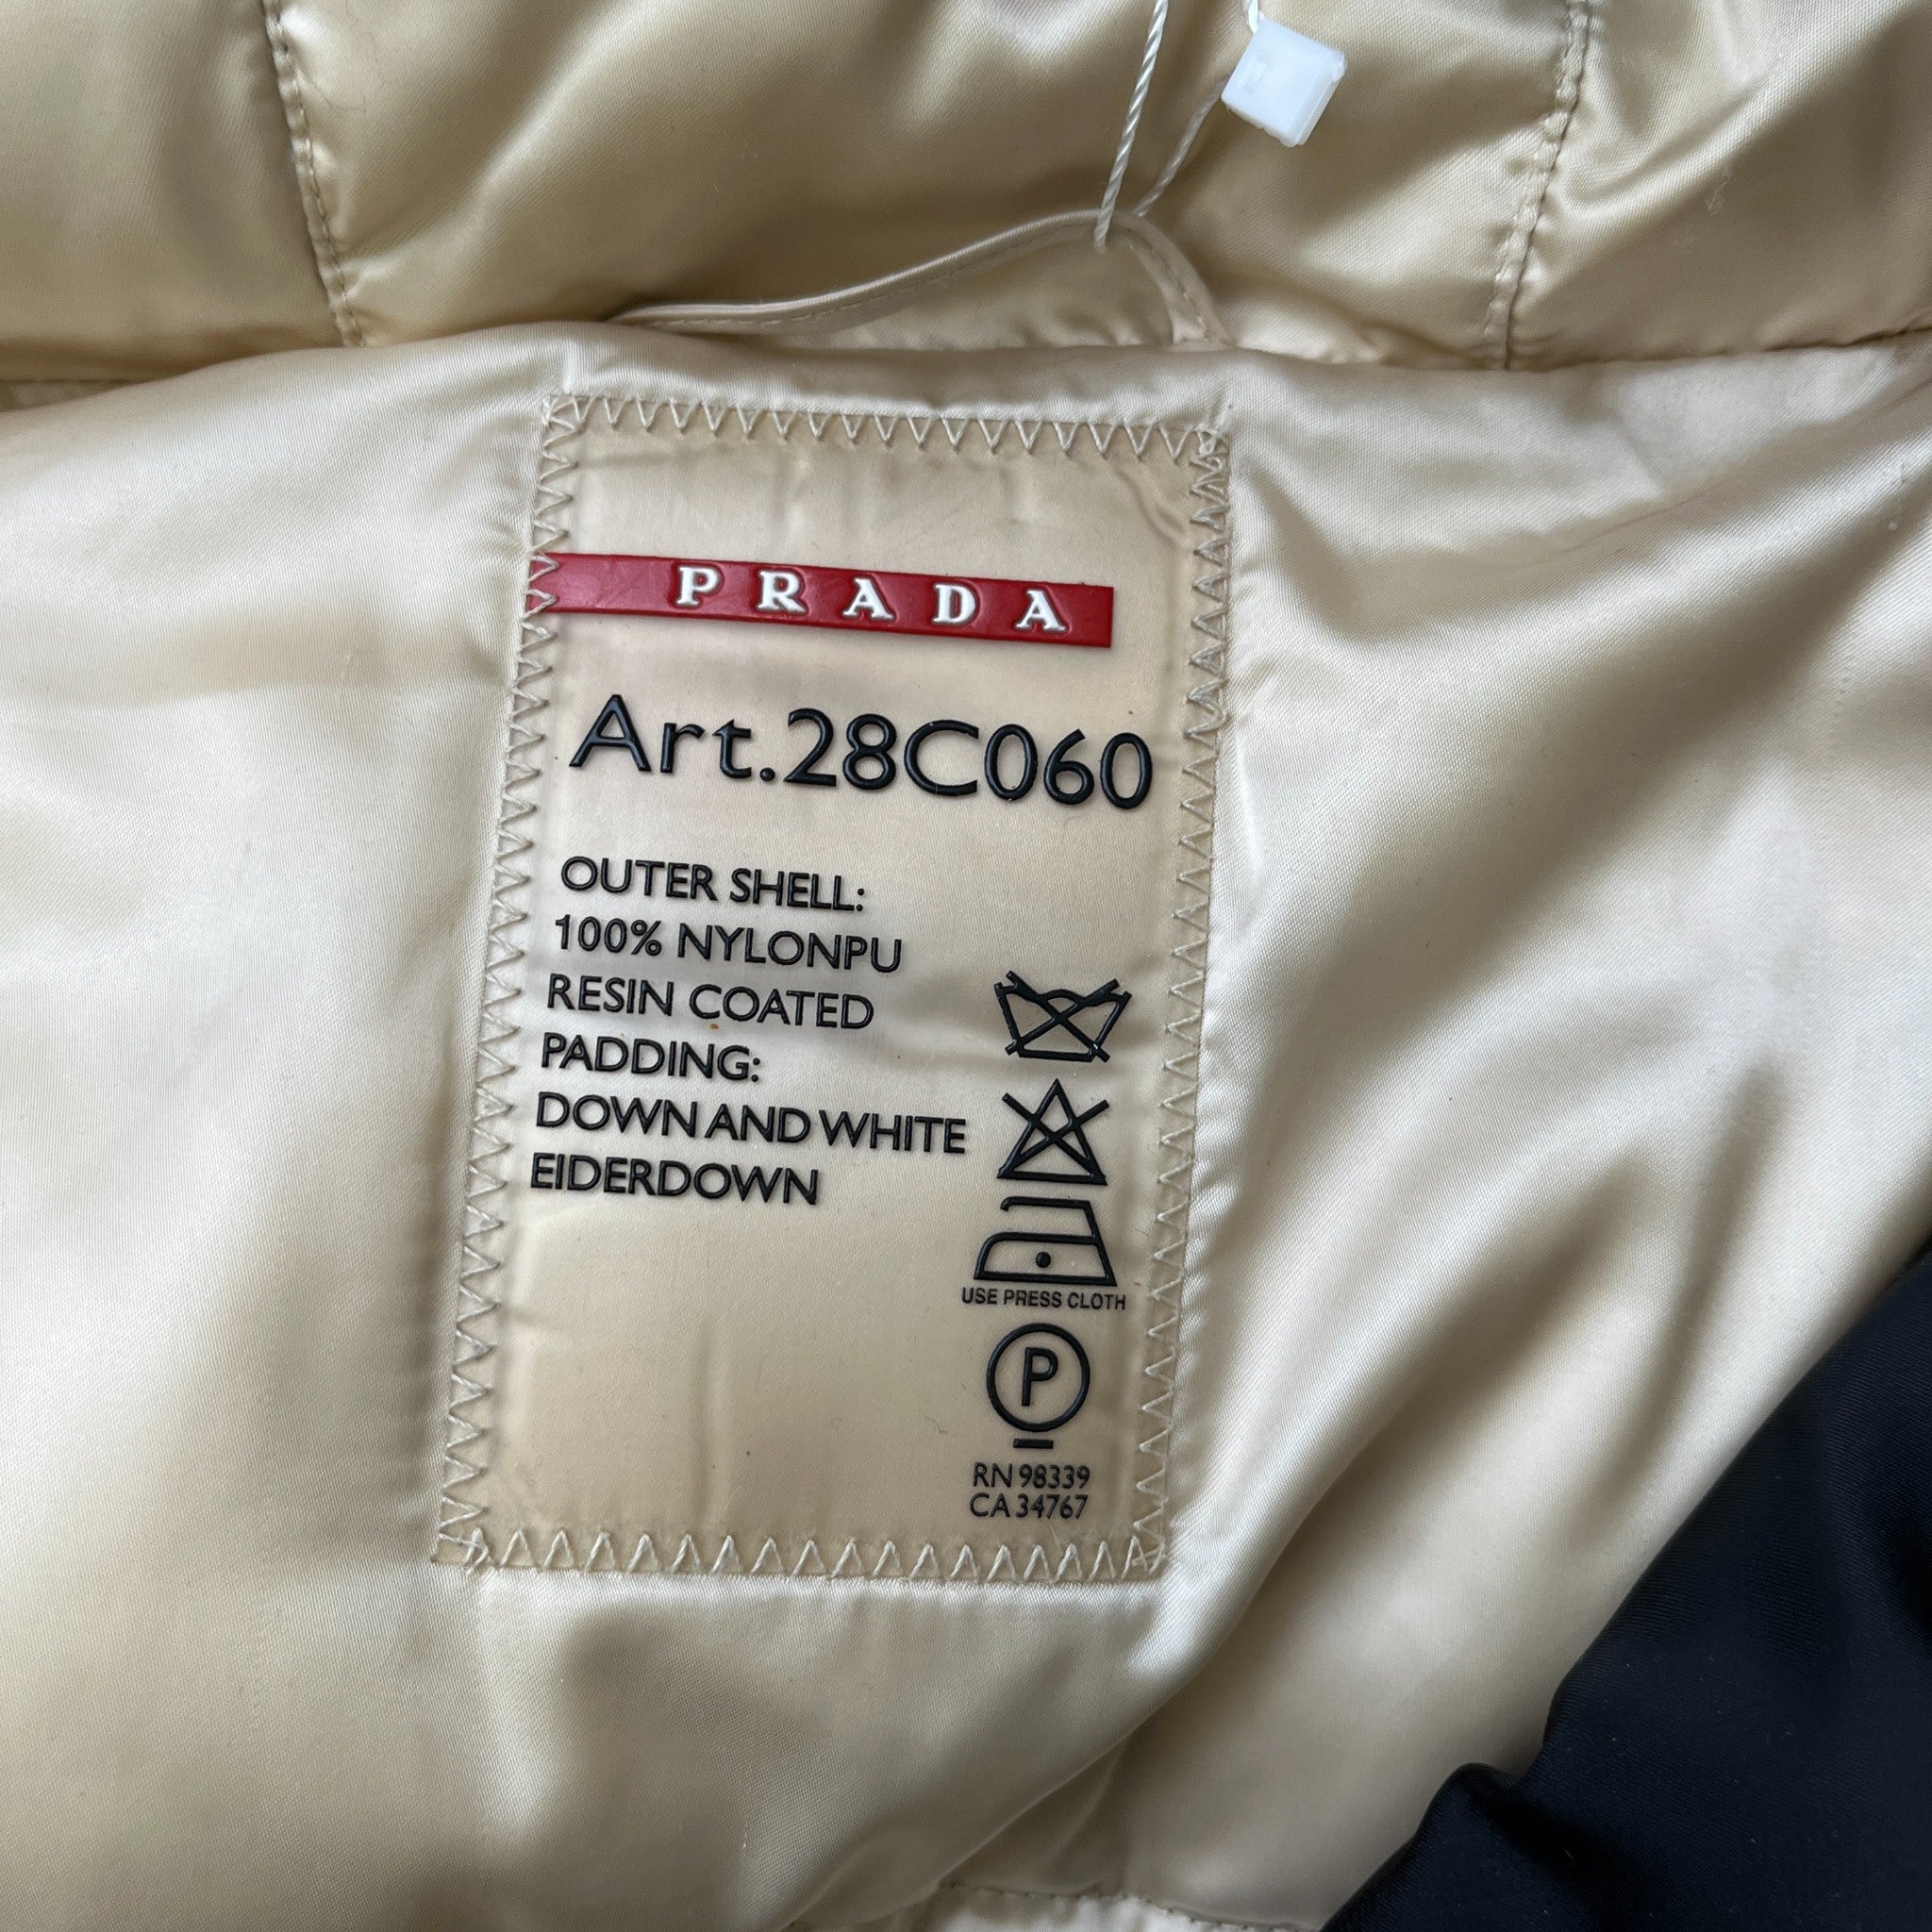 PRADA
Art.28C060
OUTER SHELL:
100% NYLONPU
RESIN COATED
PADDING:
DOWN AND WHITE
EIDERDOWN
USE PRESS CLOTH
P
RN 98339
CA 34767